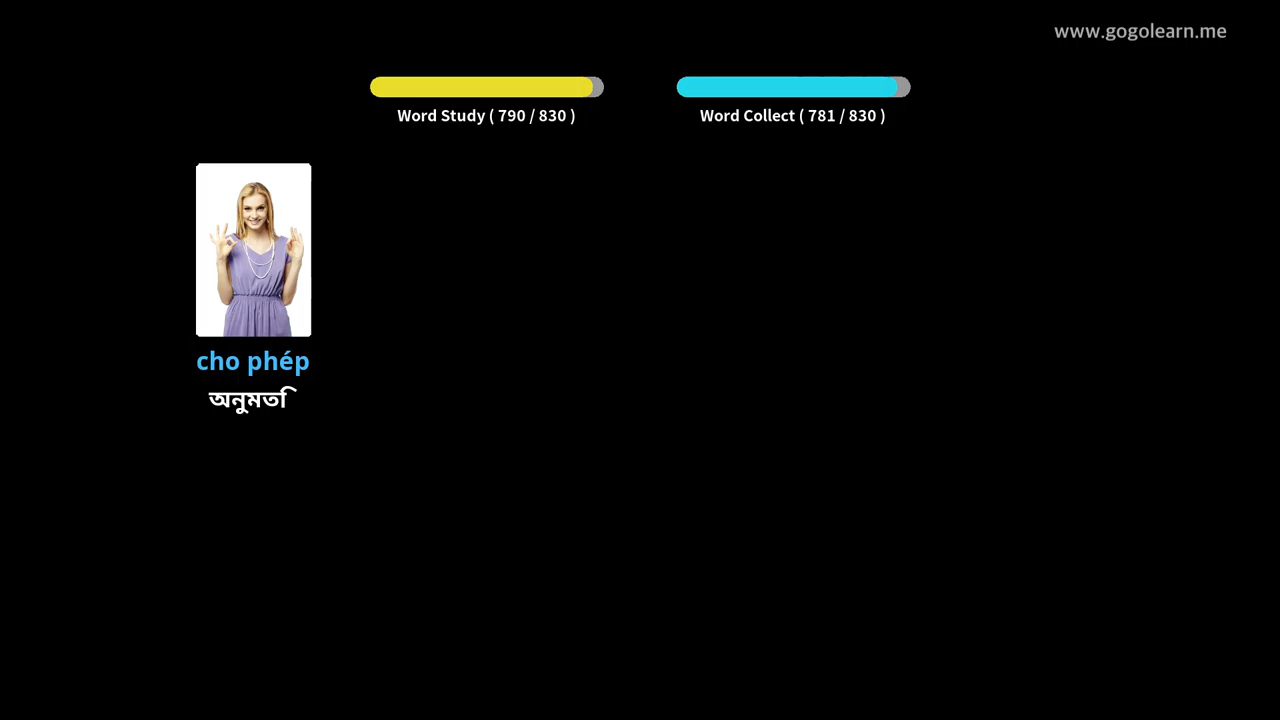 www.gogolearn.me
Word Study ( 790 / 830 )
Word Collect ( 781 / 830 )
cho phép
অনুমতি